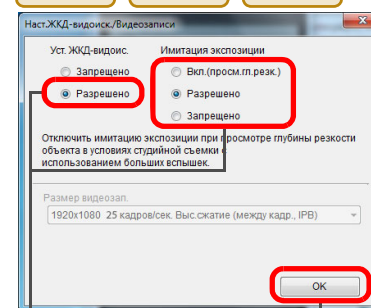 Наст.ЖКД-видоиск./Видеозаписи
Уст. ЖКД-видоис. Имитация экспозиции
Запрещено Вкл.(просм.гл.резк.)
Разрешено Разрешено
Запрещено
Отключить имитацию экспозиции при просмотре глубины резкости
объекта в условиях студийной съемки с
использованием больших вспышек.
Размер видеозап.
1920x1080 25 кадров/сек. Выс.сжатие (между кадр., IPB)
OK